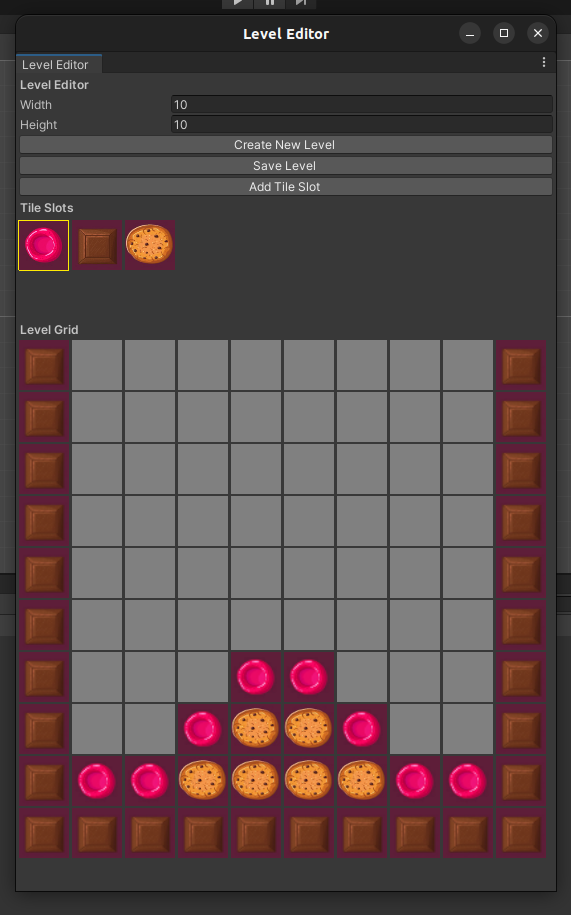 Level Editor
Level Editor
Level Editor
Width 10
Height 10
Create New Level
Save Level
Add Tile Slot
Tile Slots
Level Grid